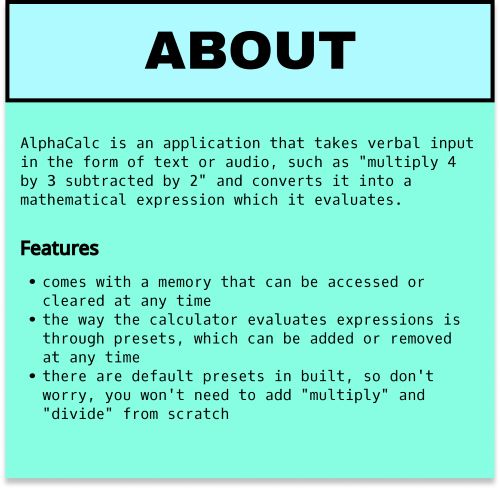 ABOUT
AlphaCalc is an application that takes verbal input
in the form of text or audio, such as "multiply 4
by 3 subtracted by 2" and converts it into a
mathematical expression which it evaluates.
Features
• comes with a memory that can be accessed or
cleared at any time
• the way the calculator evaluates expressions is
through presets, which can be added or removed
at any time
• there are default presets in built, so don't
worry, you won't need to add "multiply" and
"divide" from scratch